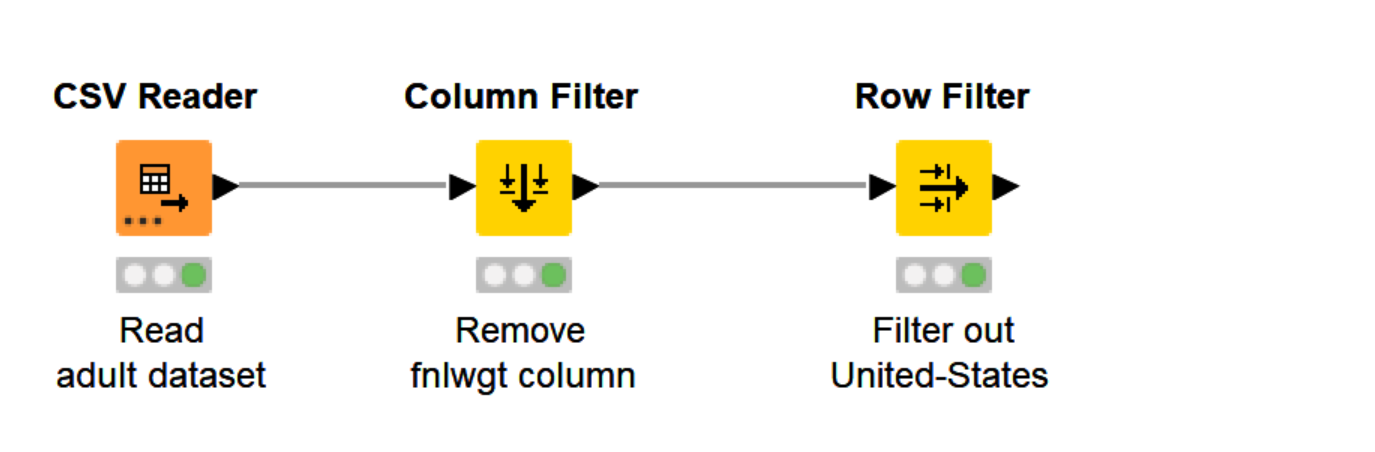 CSV Reader
Column Filter
Row Filter
Read
adult dataset
Remove
fnlwgt column
Filter out
United-States